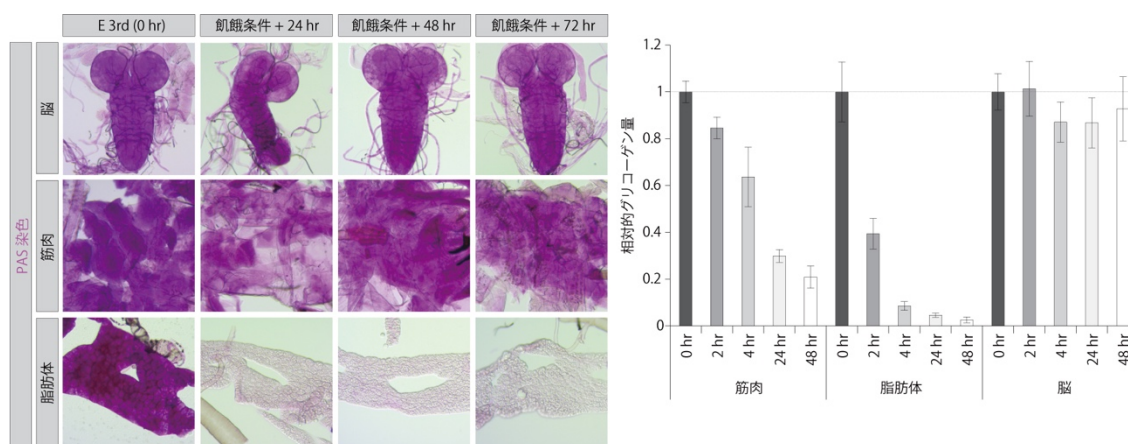 E 3rd (0 hr)
飢餓条件 + 24 hr
飢餓条件 + 48 hr
飢餓条件 + 72 hr
PAS 染色
脳
筋肉
脂肪体
相対的グリコーゲン量
1.2
1
0.8
0.6
0.4
0.2
0
0 hr
2 hr
4 hr
24 hr
48 hr
0 hr
2 hr
4 hr
24 hr
48 hr
0 hr
2 hr
4 hr
24 hr
48 hr
筋肉
脂肪体
脳